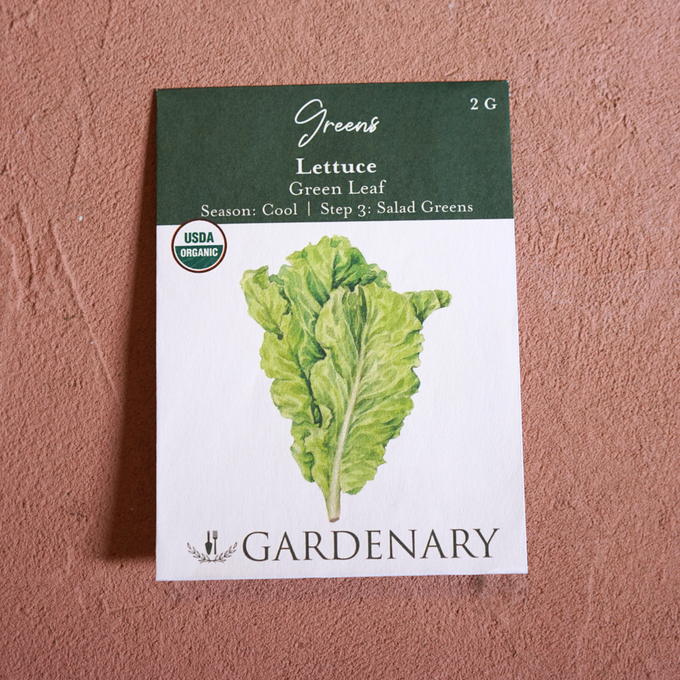 Greens
2 G
Lettuce
Green Leaf
Season: Cool | Step 3: Salad Greens
USDA
ORGANIC
GARDENARY